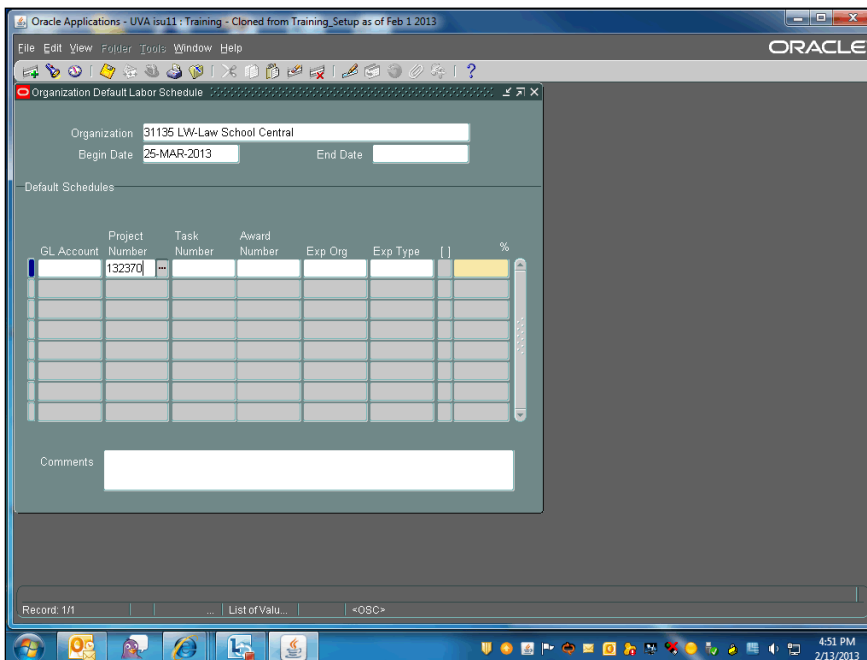 Oracle Applications - UVA isu11 : Training - Cloned from Training_Setup as of Feb 1 2013
File Edit View Folder Tools Window Help
ORACLE
Organization Default Labor Schedule
Organization 31135 LW-Law School Central
Begin Date 25-MAR-2013 End Date
Default Schedules
Project Task Award
GL Account Number Number Number Exp Org Exp Type [ ] %
132370
Comments
Record: 1/1 ... List of Valu... <OSC>
4:51 PM
2/13/2013